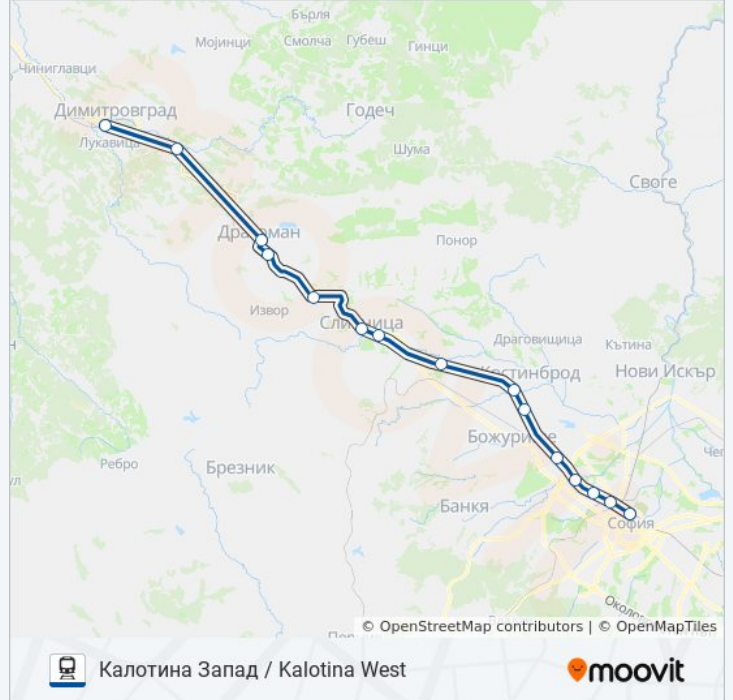 Бърля
Мојинци
Смолча
Губеш
Гинци
Чиниглавци
Димитровград
Годеч
Лукавица
Шума
Своге
Драгоман
Понор
Извор
Сливница
Драговищица
Кътина
Костинброд
Нови Искър
Божурище
Ребро
Брезник
Банкя
София
Около
© OpenStreetMap contributors | © OpenMapTiles
Калотина Запад / Kalotina West
moovit